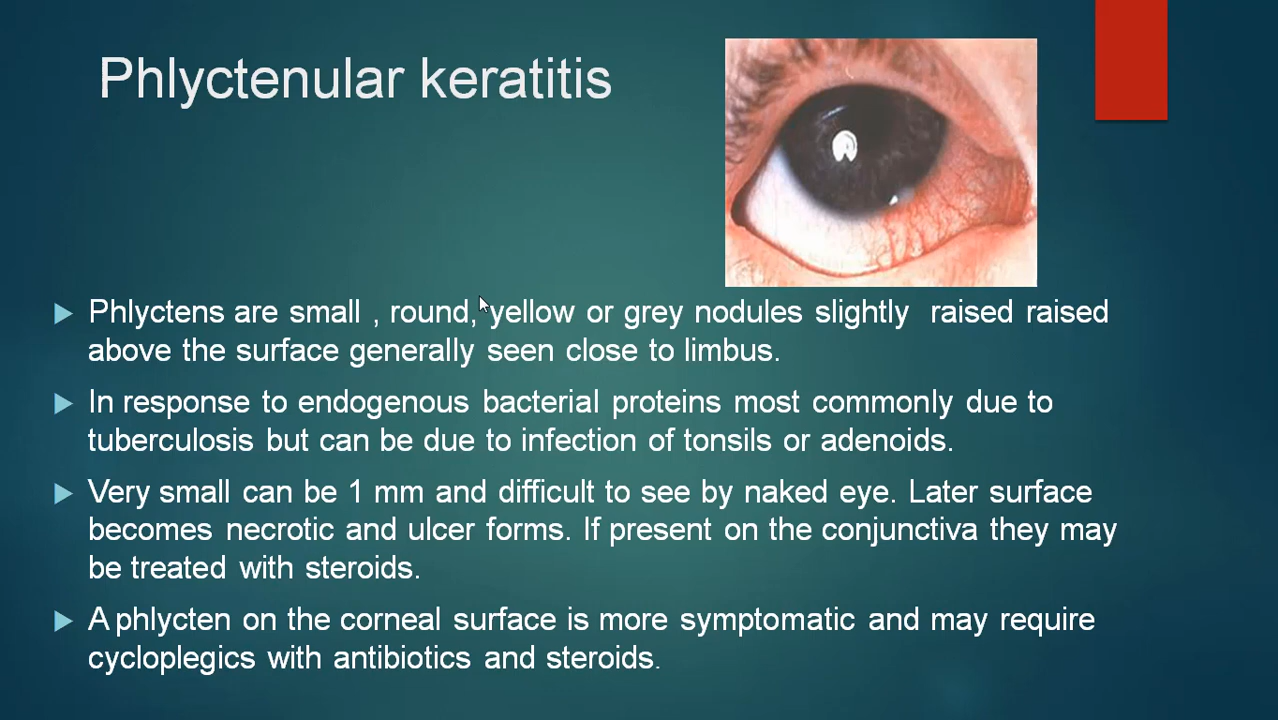 Phlyctenular keratitis
Phlyctens are small , round, yellow or grey nodules slightly  raised raised
above the surface generally seen close to limbus.
In response to endogenous bacterial proteins most commonly due to
tuberculosis but can be due to infection of tonsils or adenoids.
Very small can be 1 mm and difficult to see by naked eye. Later surface
becomes necrotic and ulcer forms. If present on the conjunctiva they may
be treated with steroids.
A phlycten on the corneal surface is more symptomatic and may require
cycloplegics with antibiotics and steroids.